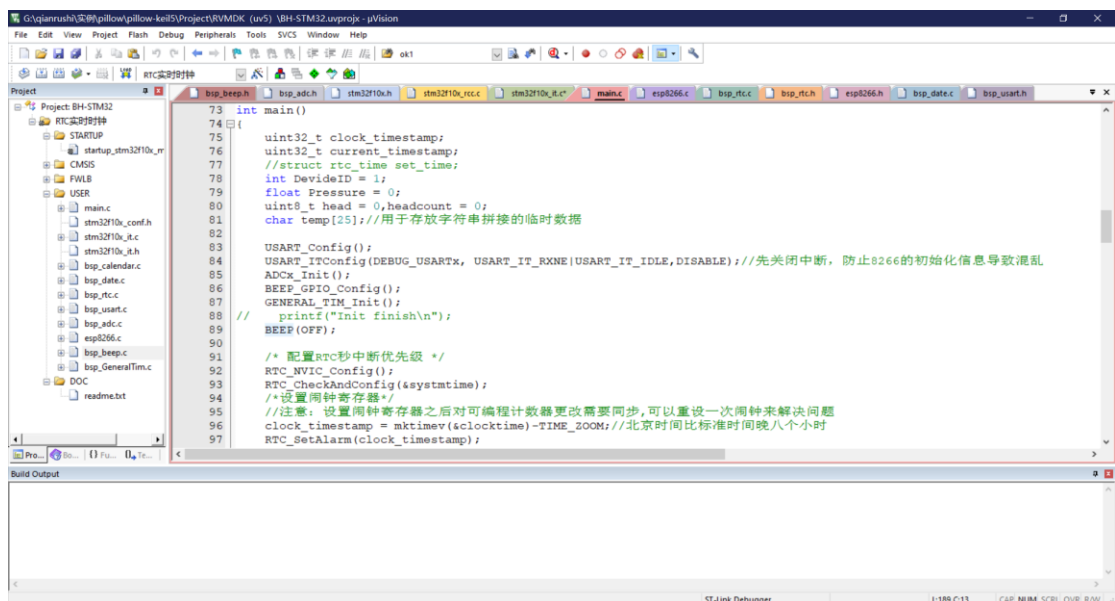 G:\qianrushi\实例\pillow\pillow-keil5\Project\RVMDK（uv5）\BH-STM32.uvprojx - µVision
File Edit View Project Flash Debug Peripherals Tools SVCS Window Help
ok1
RTC实时时钟
Project
bsp_beep.h bsp_adc.h stm32f10x.h stm32f10x_rcc.c stm32f10x_it.c* main.c esp8266.c bsp_rtc.c bsp_rtc.h esp8266.h bsp_date.c bsp_usart.h
Project: BH-STM32
RTC实时时钟
STARTUP
startup_stm32f10x_m
CMSIS
FWLB
USER
main.c
stm32f10x_conf.h
stm32f10x_it.c
stm32f10x_it.h
bsp_calendar.c
bsp_date.c
bsp_rtc.c
bsp_usart.c
bsp_adc.c
esp8266.c
bsp_beep.c
bsp_GeneralTim.c
DOC
readme.txt
73 int main()
74 {
75 uint32_t clock_timestamp;
76 uint32_t current_timestamp;
77 //struct rtc_time set_time;
78 int DevideID = 1;
79 float Pressure = 0;
80 uint8_t head = 0,headcount = 0;
81 char temp[25];//用于存放字符串拼接的临时数据
82
83 USART_Config();
84 USART_ITConfig(DEBUG_USARTx, USART_IT_RXNE|USART_IT_IDLE,DISABLE);//先关闭中断，防止8266的初始化信息导致混乱
85 ADCx_Init();
86 BEEP_GPIO_Config();
87 GENERAL_TIM_Init();
88 // printf("Init finish\n");
89 BEEP(OFF);
90
91 /* 配置RTC秒中断优先级 */
92 RTC_NVIC_Config();
93 RTC_CheckAndConfig(&systmtime);
94 /*设置闹钟寄存器*/
95 //注意：设置闹钟寄存器之后对可编程计数器更改需要同步,可以重设一次闹钟来解决问题
96 clock_timestamp = mktimev(&clocktime)-TIME_ZOOM;//北京时间比标准时间晚八个小时
97 RTC_SetAlarm(clock_timestamp);
Pro... Bo... {} Fu... Te...
Build Output
ST-Link Debugger L:189 C:13 CAP NUM SCRL OVR R/W